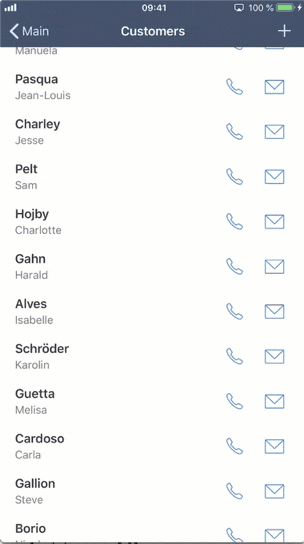 09:41 100 %
Main Customers
Manuela
Pasqua
Jean-Louis
Charley
Jesse
Pelt
Sam
Hojby
Charlotte
Gahn
Harald
Alves
Isabelle
Schröder
Karolin
Guetta
Melisa
Cardoso
Carla
Gallion
Steve
Borio